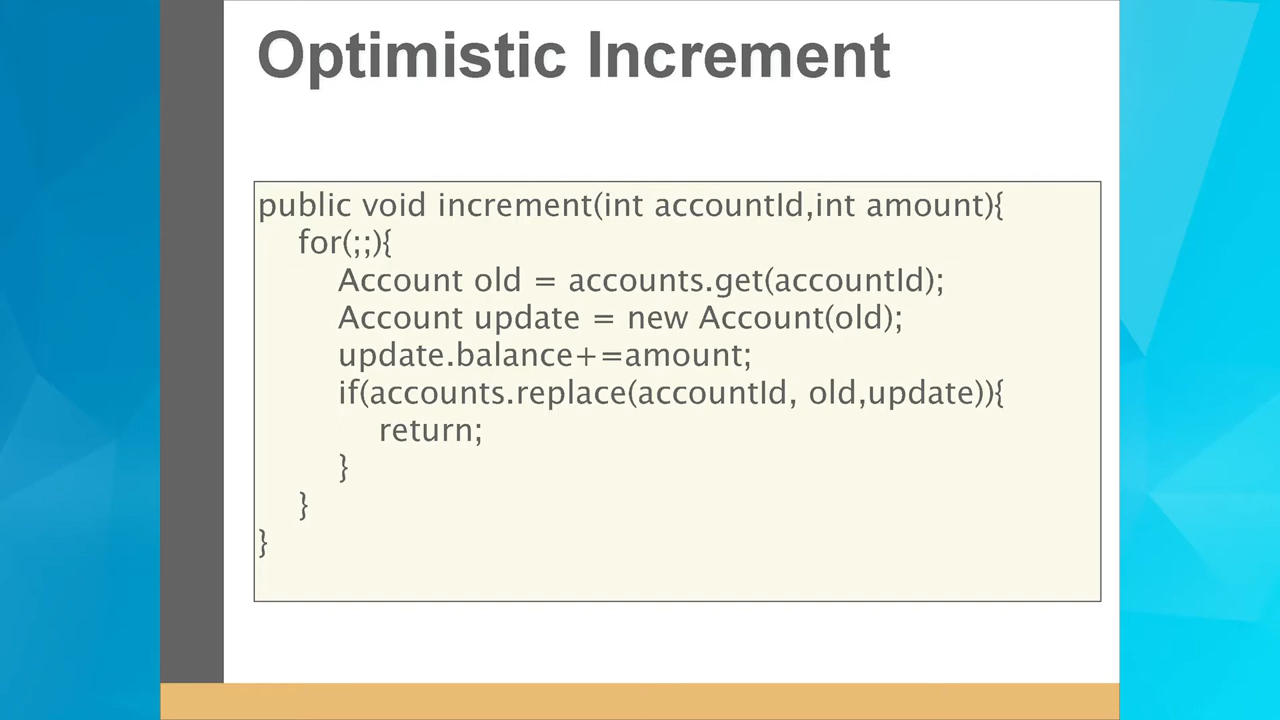 Optimistic Increment
public void increment(int accountId,int amount){
for(;;){
Account old = accounts.get(accountId);
Account update = new Account(old);
update.balance+=amount;
if(accounts.replace(accountId, old,update)){
return;
}
}
}